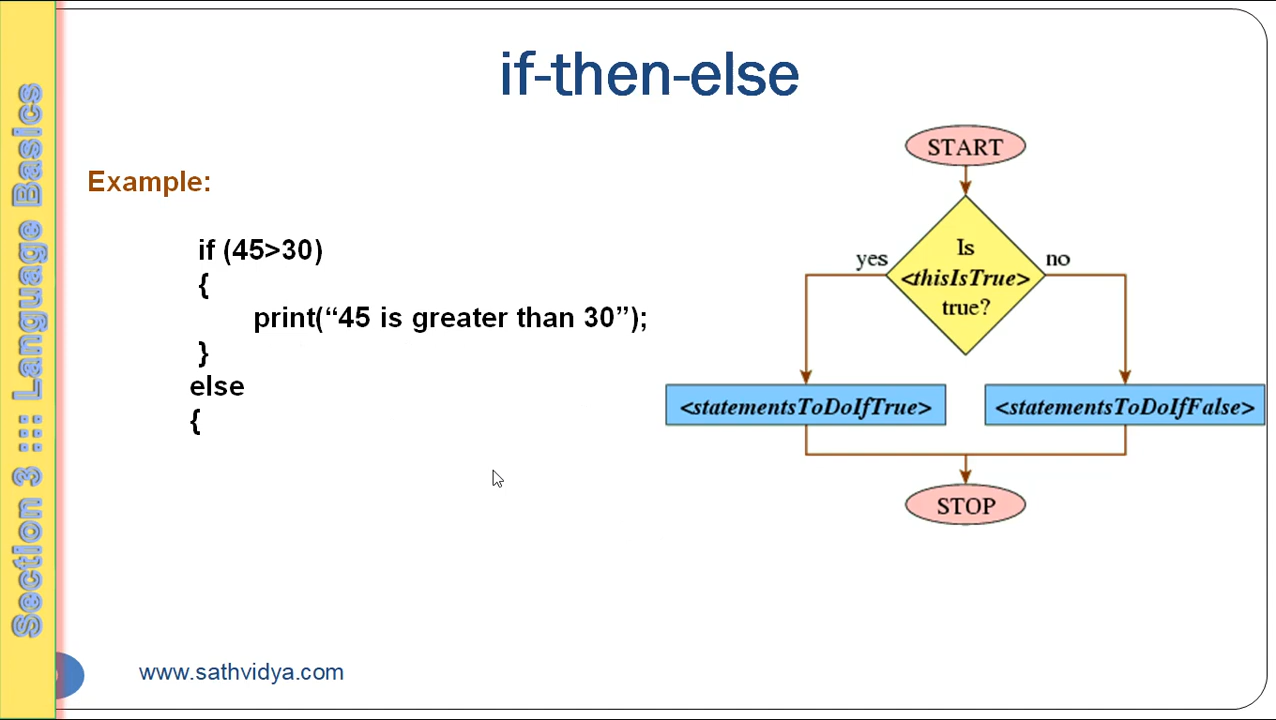 Section 3 ::: Language Basics
if-then-else
Example:
if (45>30)
{
print(“45 is greater than 30”);
}
else
{
START
Is
<thisIsTrue>
true?
yes
no
<statementsToDoIfTrue>
<statementsToDoIfFalse>
STOP
www.sathvidya.com